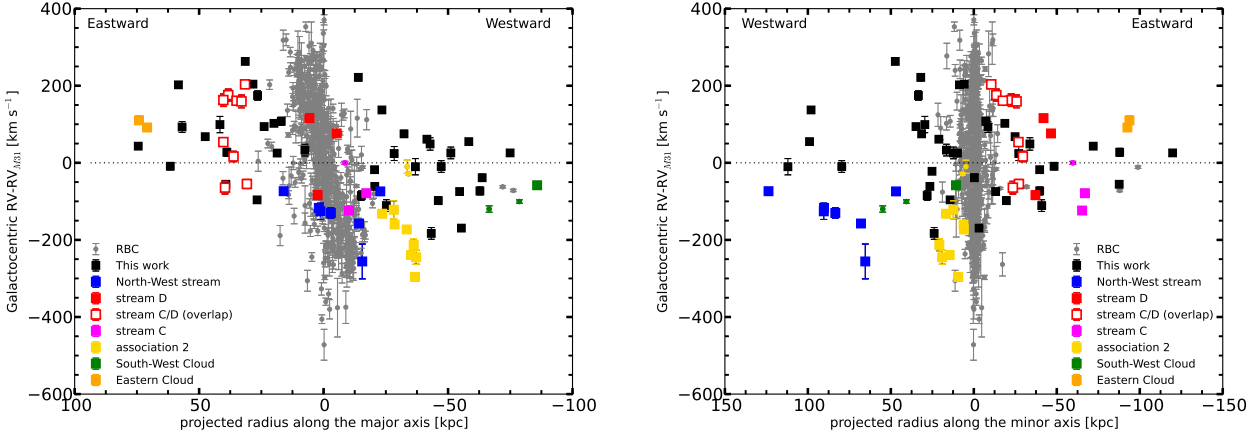 Eastward
Westward
400
200
0
−200
−400
−600
Galactocentric RV-RV_M31 [km s^−1]
RBC
This work
North-West stream
stream D
stream C/D (overlap)
stream C
association 2
South-West Cloud
Eastern Cloud
100
50
0
−50
−100
projected radius along the major axis [kpc]
Westward
Eastward
400
200
0
−200
−400
−600
Galactocentric RV-RV_M31 [km s^−1]
RBC
This work
North-West stream
stream D
stream C/D (overlap)
stream C
association 2
South-West Cloud
Eastern Cloud
150
100
50
0
−50
−100
−150
projected radius along the minor axis [kpc]